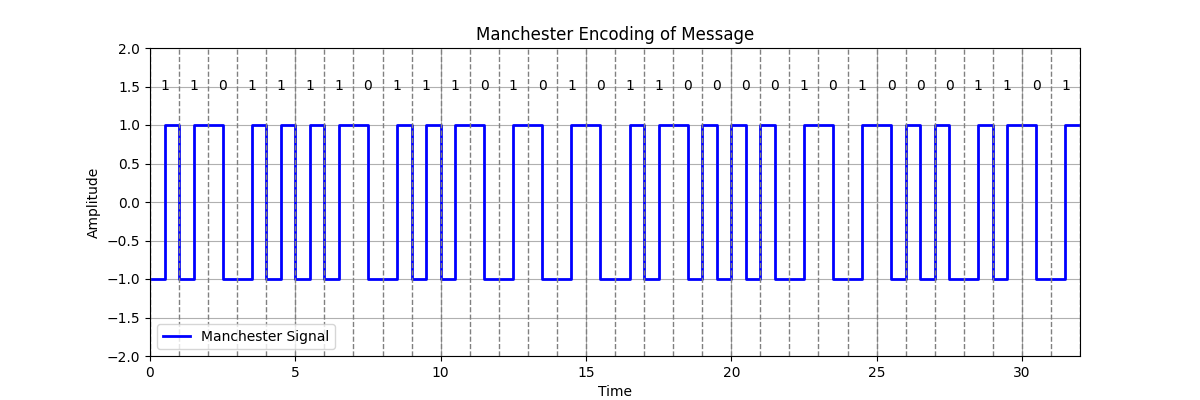 Manchester Encoding of Message
2.0
1.5
1.0
0.5
0.0
−0.5
−1.0
−1.5
−2.0
Amplitude
1 1 0 1 1 1 1 0 1 1 1 0 1 0 1 0 1 1 0 0 0 0 1 0 1 0 0 0 1 1 0 1
Manchester Signal
0 5 10 15 20 25 30
Time